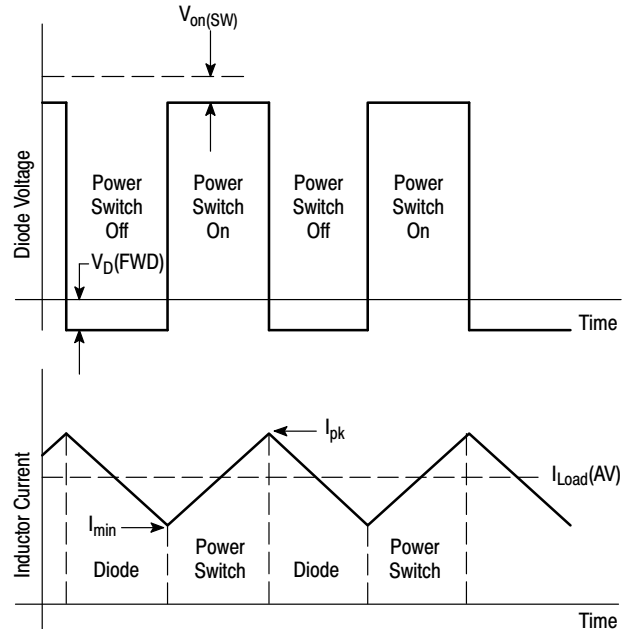 Von(SW)
Diode Voltage
Power
Switch
Off
Power
Switch
On
Power
Switch
Off
Power
Switch
On
VD(FWD)
Time
Inductor Current
Ipk
ILoad(AV)
Imin
Diode
Power
Switch
Diode
Power
Switch
Time